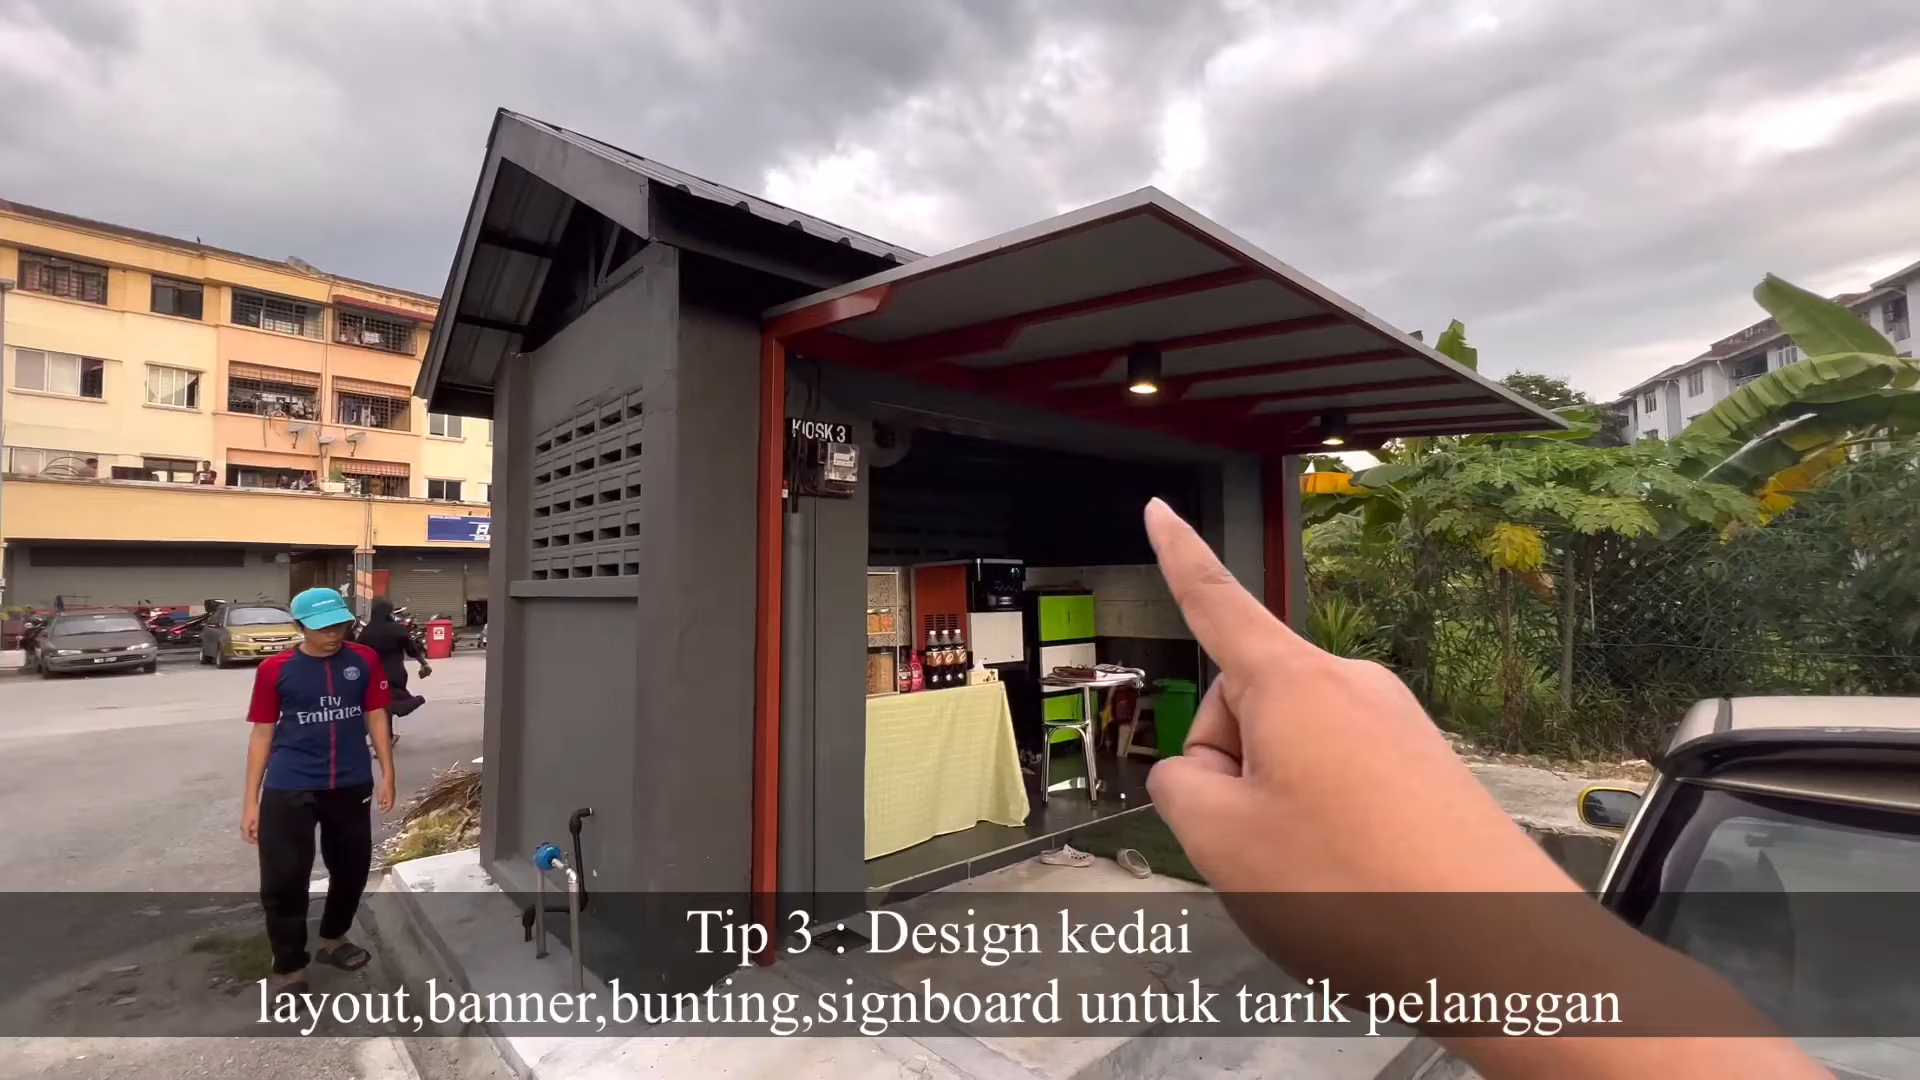 KIOSK 3
Fly
Emirates
Tip 3 : Design kedai
layout,banner,bunting,signboard untuk tarik pelanggan